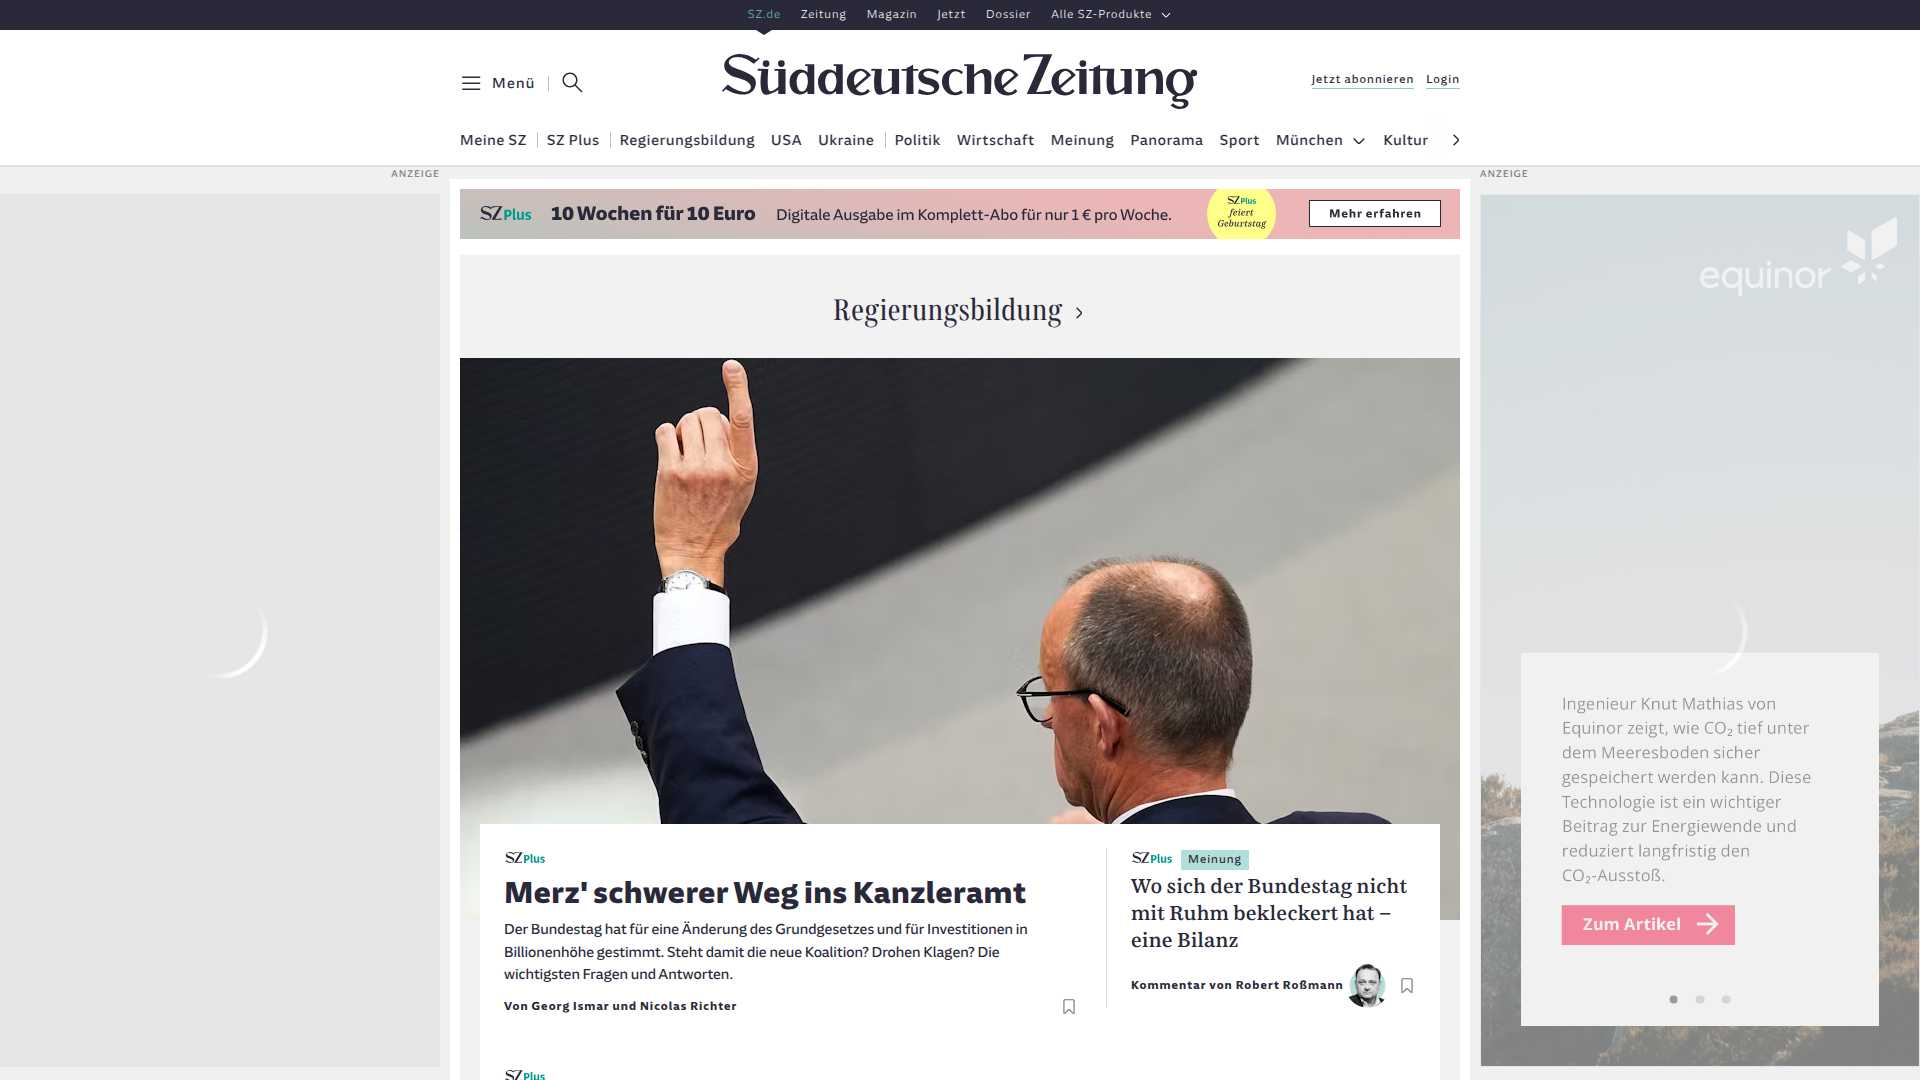 SZ.de Zeitung Magazin Jetzt Dossier Alle SZ-Produkte
Menü
Süddeutsche Zeitung
Jetzt abonnieren Login
Meine SZ SZ Plus Regierungsbildung USA Ukraine Politik Wirtschaft Meinung Panorama Sport München Kultur
ANZEIGE
ANZEIGE
SZ Plus 10 Wochen für 10 Euro Digitale Ausgabe im Komplett-Abo für nur 1 € pro Woche.
SZ Plus
feiert
Geburtstag
Mehr erfahren
Regierungsbildung
SZ Plus
Merz' schwerer Weg ins Kanzleramt
Der Bundestag hat für eine Änderung des Grundgesetzes und für Investitionen in
Billionenhöhe gestimmt. Steht damit die neue Koalition? Drohen Klagen? Die
wichtigsten Fragen und Antworten.
Von Georg Ismar und Nicolas Richter
SZ Plus Meinung
Wo sich der Bundestag nicht
mit Ruhm bekleckert hat –
eine Bilanz
Kommentar von Robert Roßmann
SZ Plus
equinor
Ingenieur Knut Mathias von
Equinor zeigt, wie CO₂ tief unter
dem Meeresboden sicher
gespeichert werden kann. Diese
Technologie ist ein wichtiger
Beitrag zur Energiewende und
reduziert langfristig den
CO₂-Ausstoß.
Zum Artikel